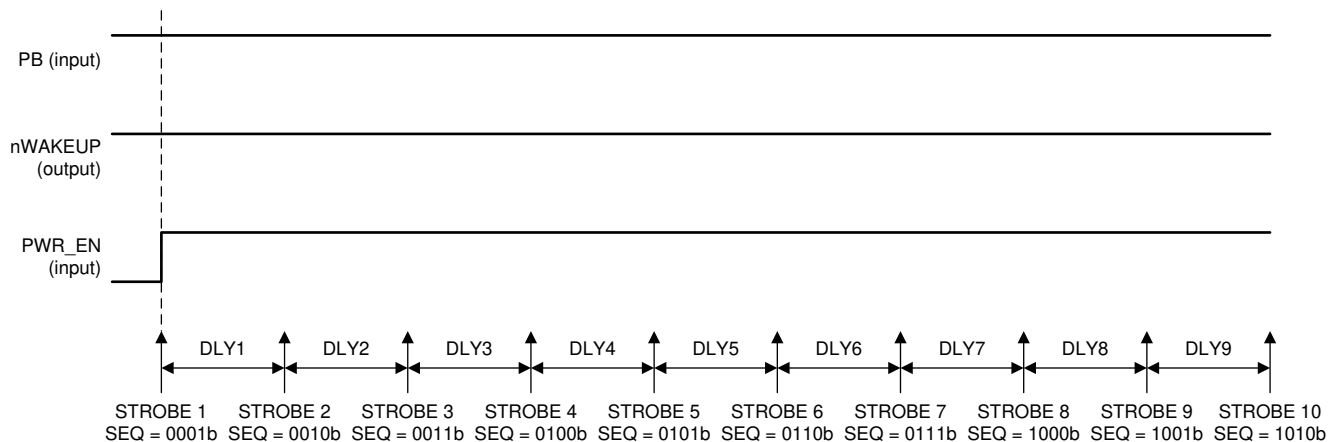 PB (input)
nWAKEUP
(output)
PWR_EN
(input)
DLY1 DLY2 DLY3 DLY4 DLY5 DLY6 DLY7 DLY8 DLY9
STROBE 1 STROBE 2 STROBE 3 STROBE 4 STROBE 5 STROBE 6 STROBE 7 STROBE 8 STROBE 9 STROBE 10
SEQ = 0001b SEQ = 0010b SEQ = 0011b SEQ = 0100b SEQ = 0101b SEQ = 0110b SEQ = 0111b SEQ = 1000b SEQ = 1001b SEQ = 1010b